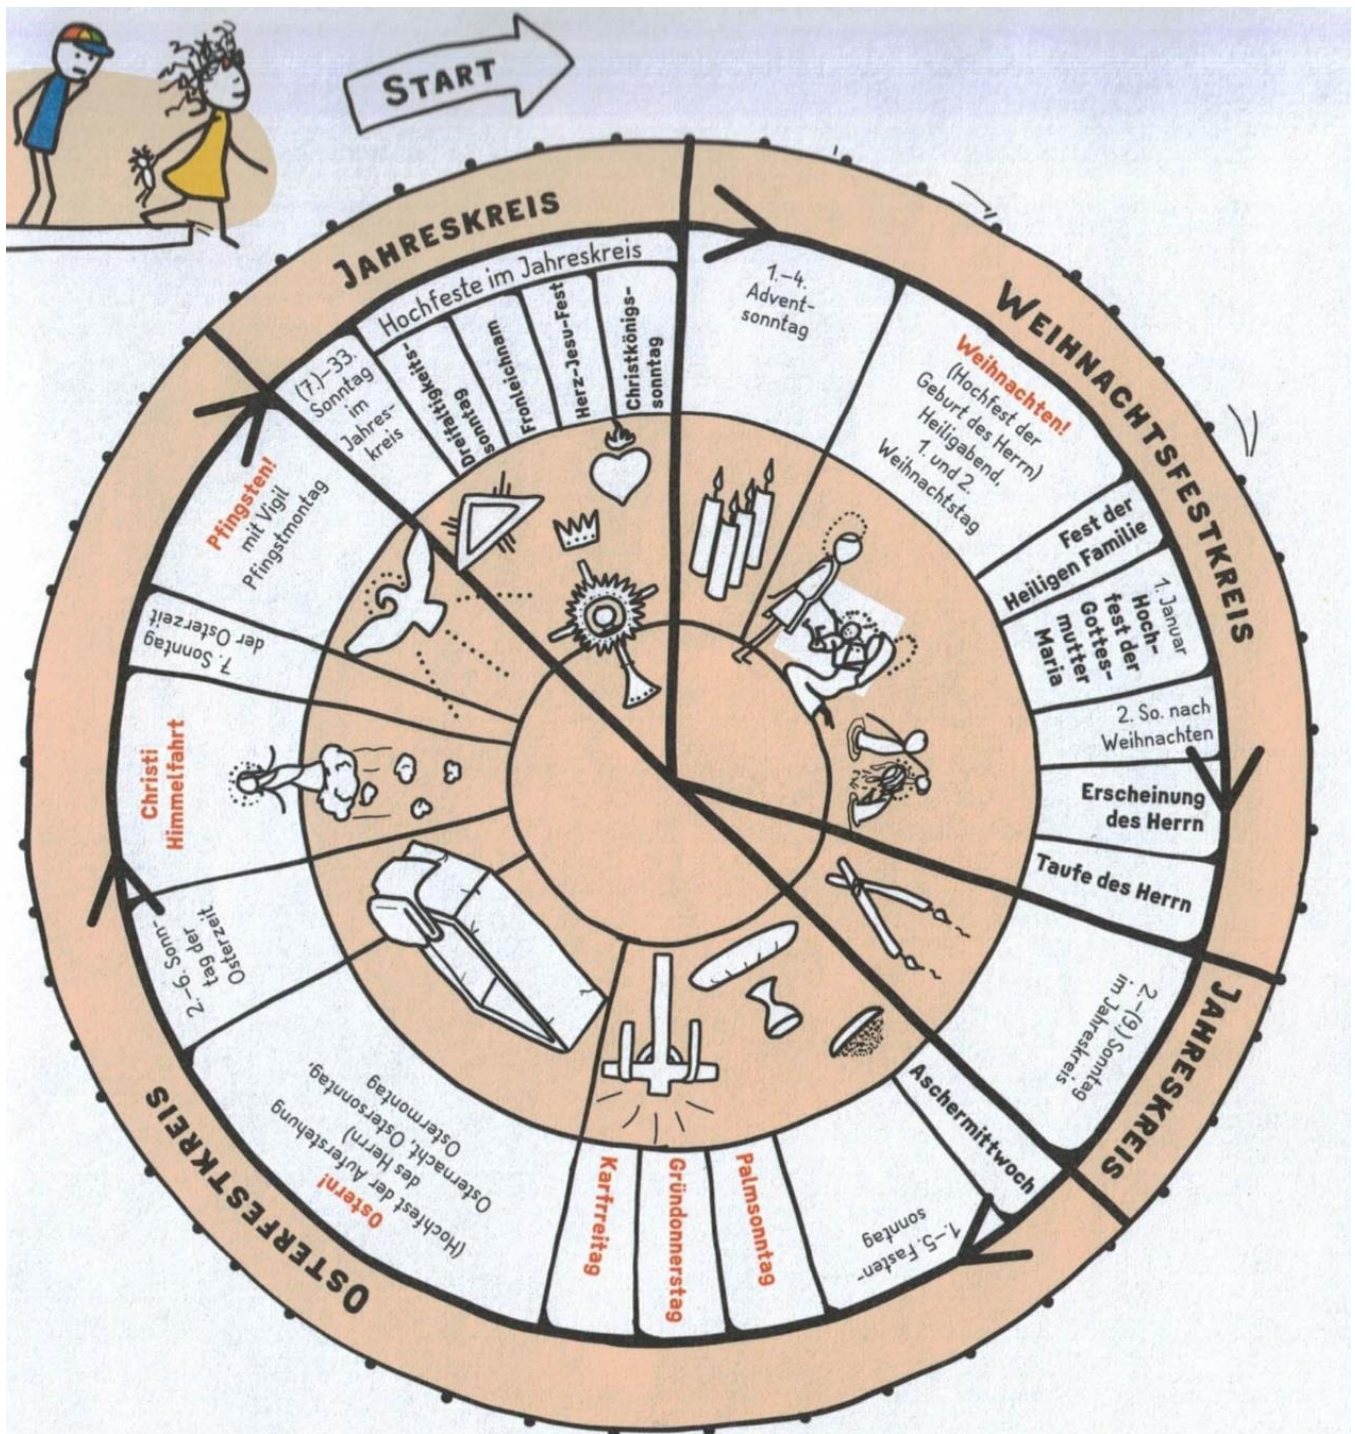 START
JAHRESKREIS
WEIHNACHTSFESTKREIS
JAHRESKREIS
OSTERFESTKREIS
1.–4.
Advent-
sonntag
Weihnachten!
(Hochfest der
Geburt des Herrn)
Heiligabend,
1. und 2.
Weihnachtstag
Fest der
Heiligen Familie
1. Januar
Hoch-
fest der
Gottes-
mutter
Maria
2. So. nach
Weihnachten
Erscheinung
des Herrn
Taufe des Herrn
2.–(9.) Sonntag
im Jahreskreis
Aschermittwoch
1.–5. Fasten-
sonntag
Palmsonntag
Gründonnerstag
Karfreitag
Ostern!
(Hochfest der Auferstehung
des Herrn)
Osternacht, Ostersonntag,
Ostermontag
2.–6. Sonn-
tag der
Osterzeit
Christi
Himmelfahrt
7. Sonntag
der Osterzeit
Pfingsten!
mit Vigil
Pfingstmontag
(7.)–33.
Sonntag
im
Jahres-
kreis
Hochfeste im Jahreskreis
Dreifaltigkeits-
sonntag
Fronleichnam
Herz-Jesu-Fest
Christkönigs-
sonntag